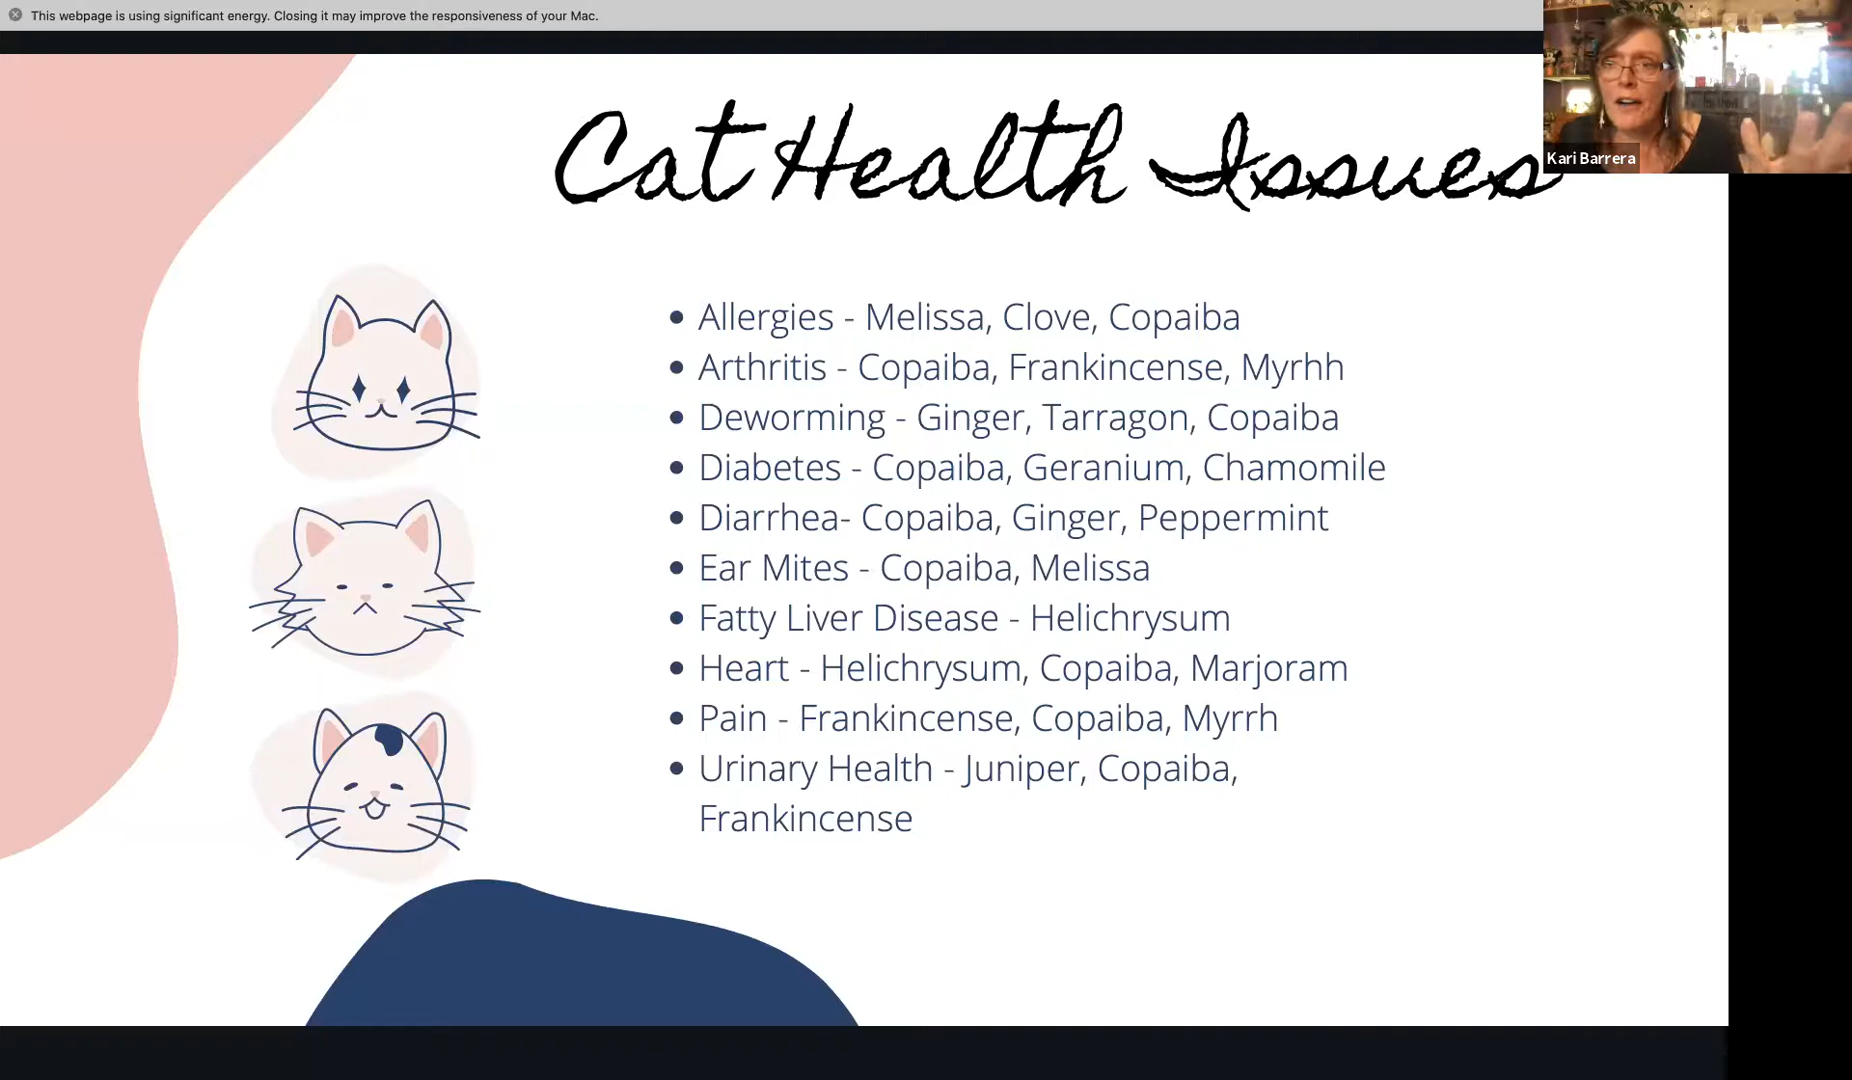 This webpage is using significant energy. Closing it may improve the responsiveness of your Mac.
Kari Barrera
Cat Health Issues
• Allergies - Melissa, Clove, Copaiba
• Arthritis - Copaiba, Frankincense, Myrhh
• Deworming - Ginger, Tarragon, Copaiba
• Diabetes - Copaiba, Geranium, Chamomile
• Diarrhea- Copaiba, Ginger, Peppermint
• Ear Mites - Copaiba, Melissa
• Fatty Liver Disease - Helichrysum
• Heart - Helichrysum, Copaiba, Marjoram
• Pain - Frankincense, Copaiba, Myrrh
• Urinary Health - Juniper, Copaiba,
Frankincense